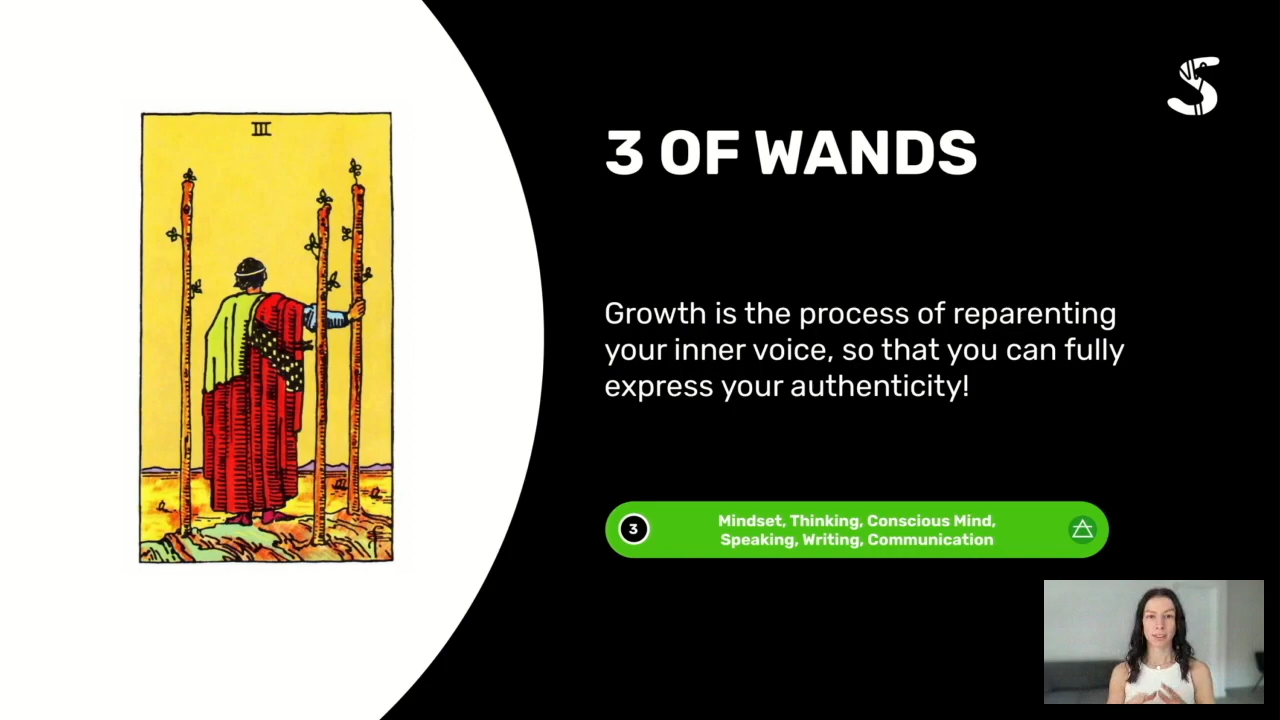 III
3 OF WANDS
Growth is the process of reparenting
your inner voice, so that you can fully
express your authenticity!
3
Mindset, Thinking, Conscious Mind,
Speaking, Writing, Communication